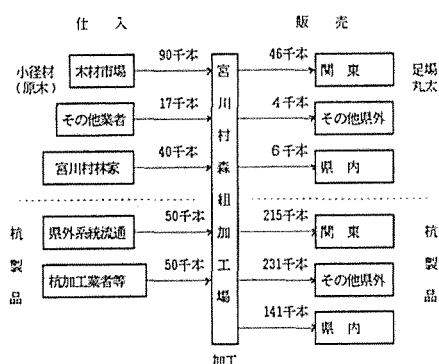 仕 入
販 売
小径材
(原木)
木材市場
90千本
その他業者
17千本
宮川村林家
40千本
杭製品
県外系統流通
50千本
杭加工業者等
50千本
宮川村森組加工場
加工
46千本
関 東
足場
丸太
4千本
その他県外
6千本
県 内
215千本
関 東
杭製品
231千本
その他県外
141千本
県 内